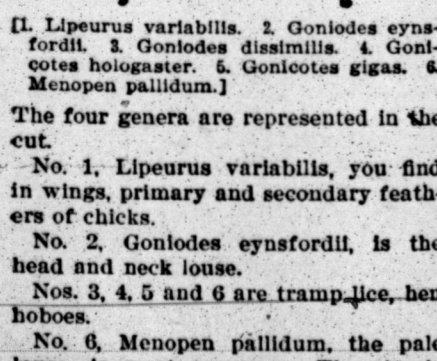 [1. Lipeurus variabilis. 2. Goniodes eyns-
fordii. 3. Goniodes dissimilis. 4. Goni-
cotes hologaster. 5. Gonicotes gigas. 6.
Menopen pallidum.]
The four genera are represented in the
cut.
No. 1, Lipeurus variabilis, you find
in wings, primary and secondary feath
ers of chicks.
No. 2, Goniodes eynsfordii, is the
head and neck louse.
Nos. 3, 4, 5 and 6 are tramp lice, hen
hoboes.
No. 6, Menopen pallidum, the pale